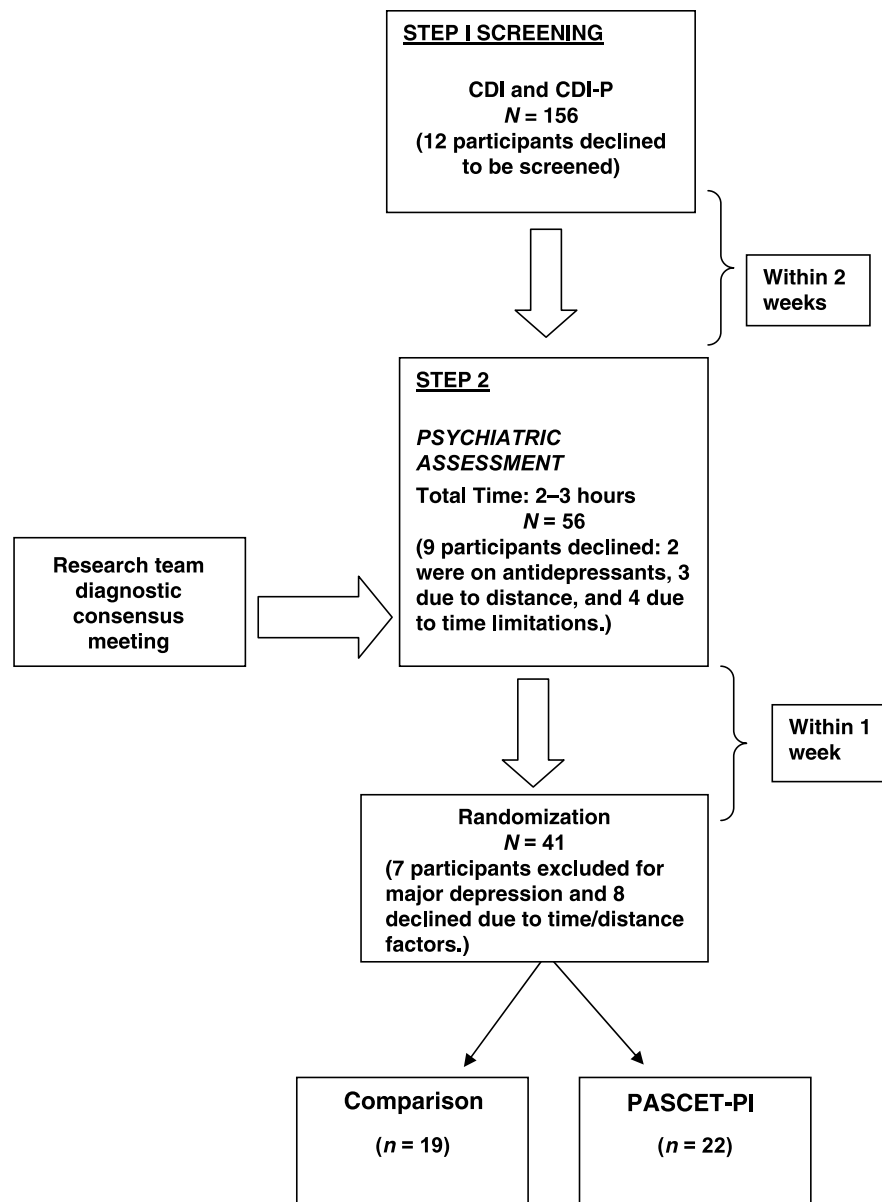 STEP I SCREENING
CDI and CDI-P
N = 156
(12 participants declined
to be screened)
Within 2
weeks
STEP 2
PSYCHIATRIC
ASSESSMENT
Total Time: 2–3 hours
N = 56
(9 participants declined: 2
were on antidepressants, 3
due to distance, and 4 due
to time limitations.)
Research team
diagnostic
consensus
meeting
Within 1
week
Randomization
N = 41
(7 participants excluded for
major depression and 8
declined due to time/distance
factors.)
Comparison
(n = 19)
PASCET-PI
(n = 22)